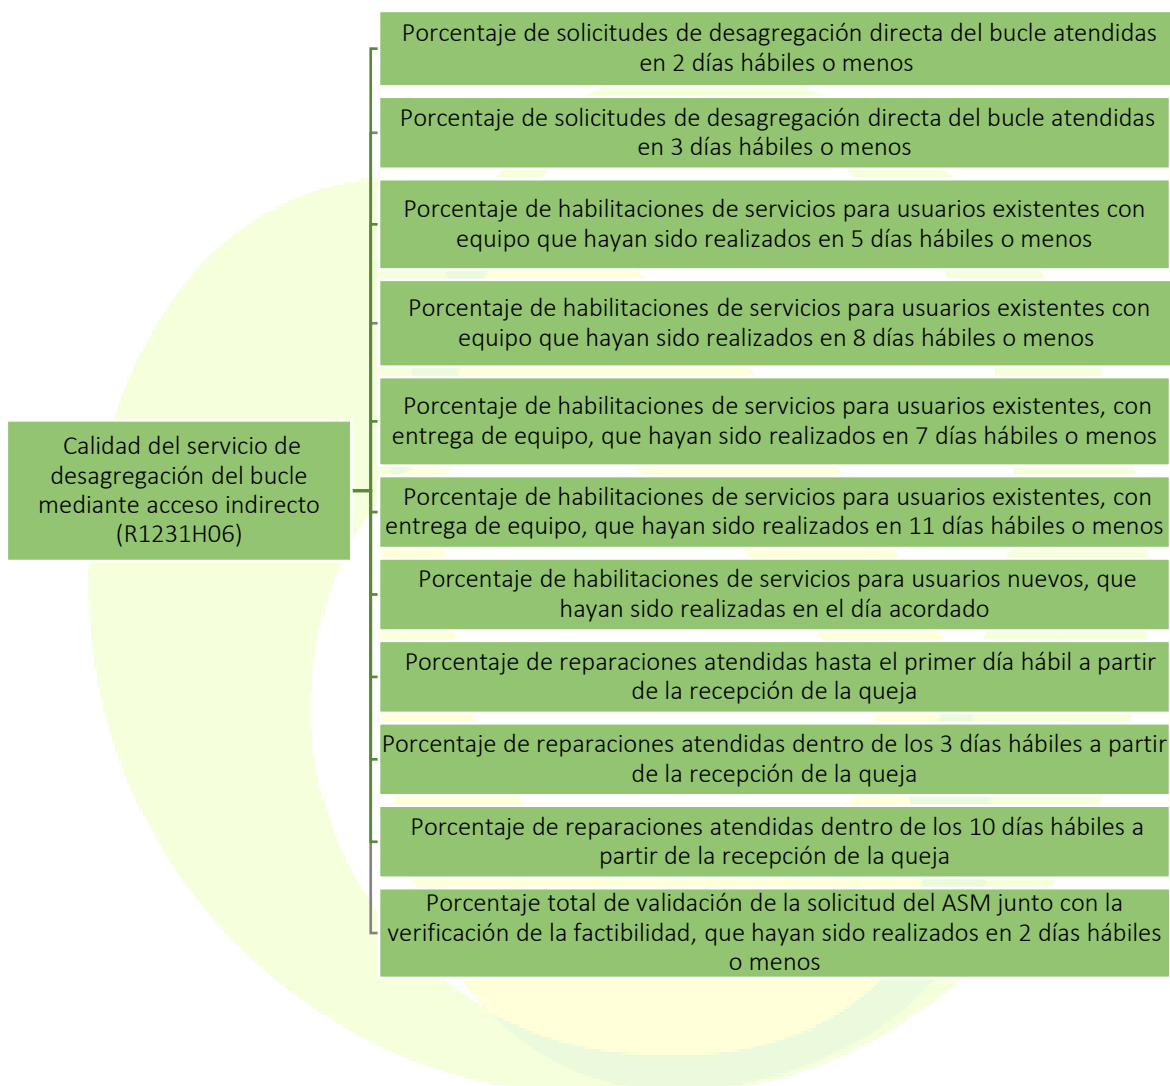 Porcentaje de solicitudes de desagregación directa del bucle atendidas
en 2 días hábiles o menos
Porcentaje de solicitudes de desagregación directa del bucle atendidas
en 3 días hábiles o menos
Porcentaje de habilitaciones de servicios para usuarios existentes con
equipo que hayan sido realizados en 5 días hábiles o menos
Porcentaje de habilitaciones de servicios para usuarios existentes con
equipo que hayan sido realizados en 8 días hábiles o menos
Porcentaje de habilitaciones de servicios para usuarios existentes, con
entrega de equipo, que hayan sido realizados en 7 días hábiles o menos
Calidad del servicio de
desagregación del bucle
mediante acceso indirecto
(R1231H06)
Porcentaje de habilitaciones de servicios para usuarios existentes, con
entrega de equipo, que hayan sido realizados en 11 días hábiles o menos
Porcentaje de habilitaciones de servicios para usuarios nuevos, que
hayan sido realizadas en el día acordado
Porcentaje de reparaciones atendidas hasta el primer día hábil a partir
de la recepción de la queja
Porcentaje de reparaciones atendidas dentro de los 3 días hábiles a partir
de la recepción de la queja
Porcentaje de reparaciones atendidas dentro de los 10 días hábiles a
partir de la recepción de la queja
Porcentaje total de validación de la solicitud del ASM junto con la
verificación de la factibilidad, que hayan sido realizados en 2 días hábiles
o menos